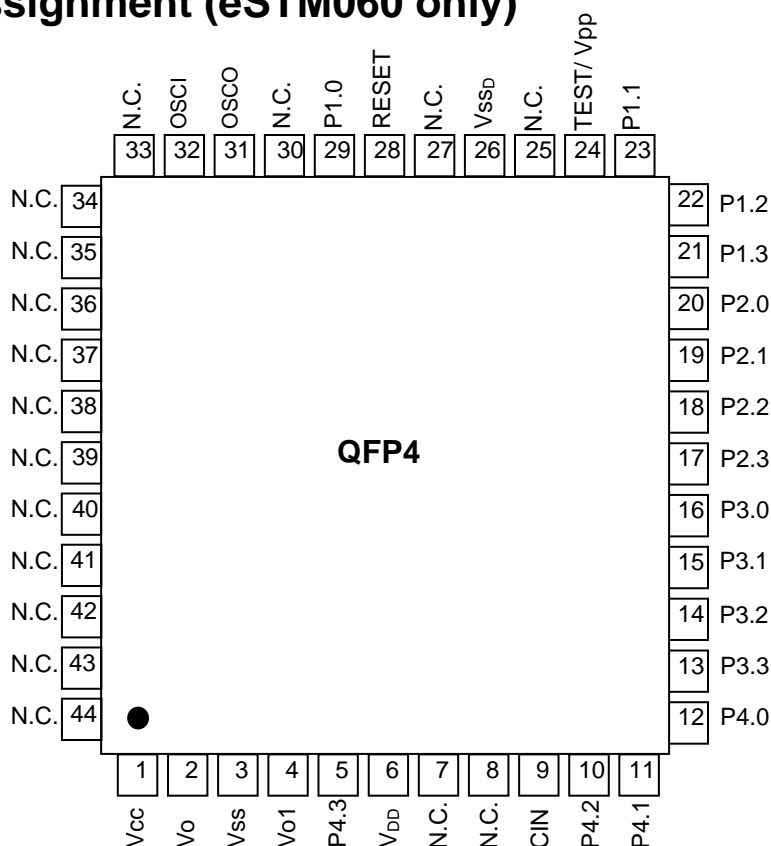 ssignment (eSTM060 only)
N.C. OSCI OSCO N.C. P1.0 RESET N.C. VssD N.C. TEST/ Vpp P1.1
33 32 31 30 29 28 27 26 25 24 23
N.C. 34 22 P1.2
N.C. 35 21 P1.3
N.C. 36 20 P2.0
N.C. 37 19 P2.1
N.C. 38 18 P2.2
QFP4
N.C. 39 17 P2.3
N.C. 40 16 P3.0
N.C. 41 15 P3.1
N.C. 42 14 P3.2
N.C. 43 13 P3.3
N.C. 44 12 P4.0
1 2 3 4 5 6 7 8 9 10 11
Vcc Vo Vss Vo1 P4.3 VDD N.C. N.C. CIN P4.2 P4.1